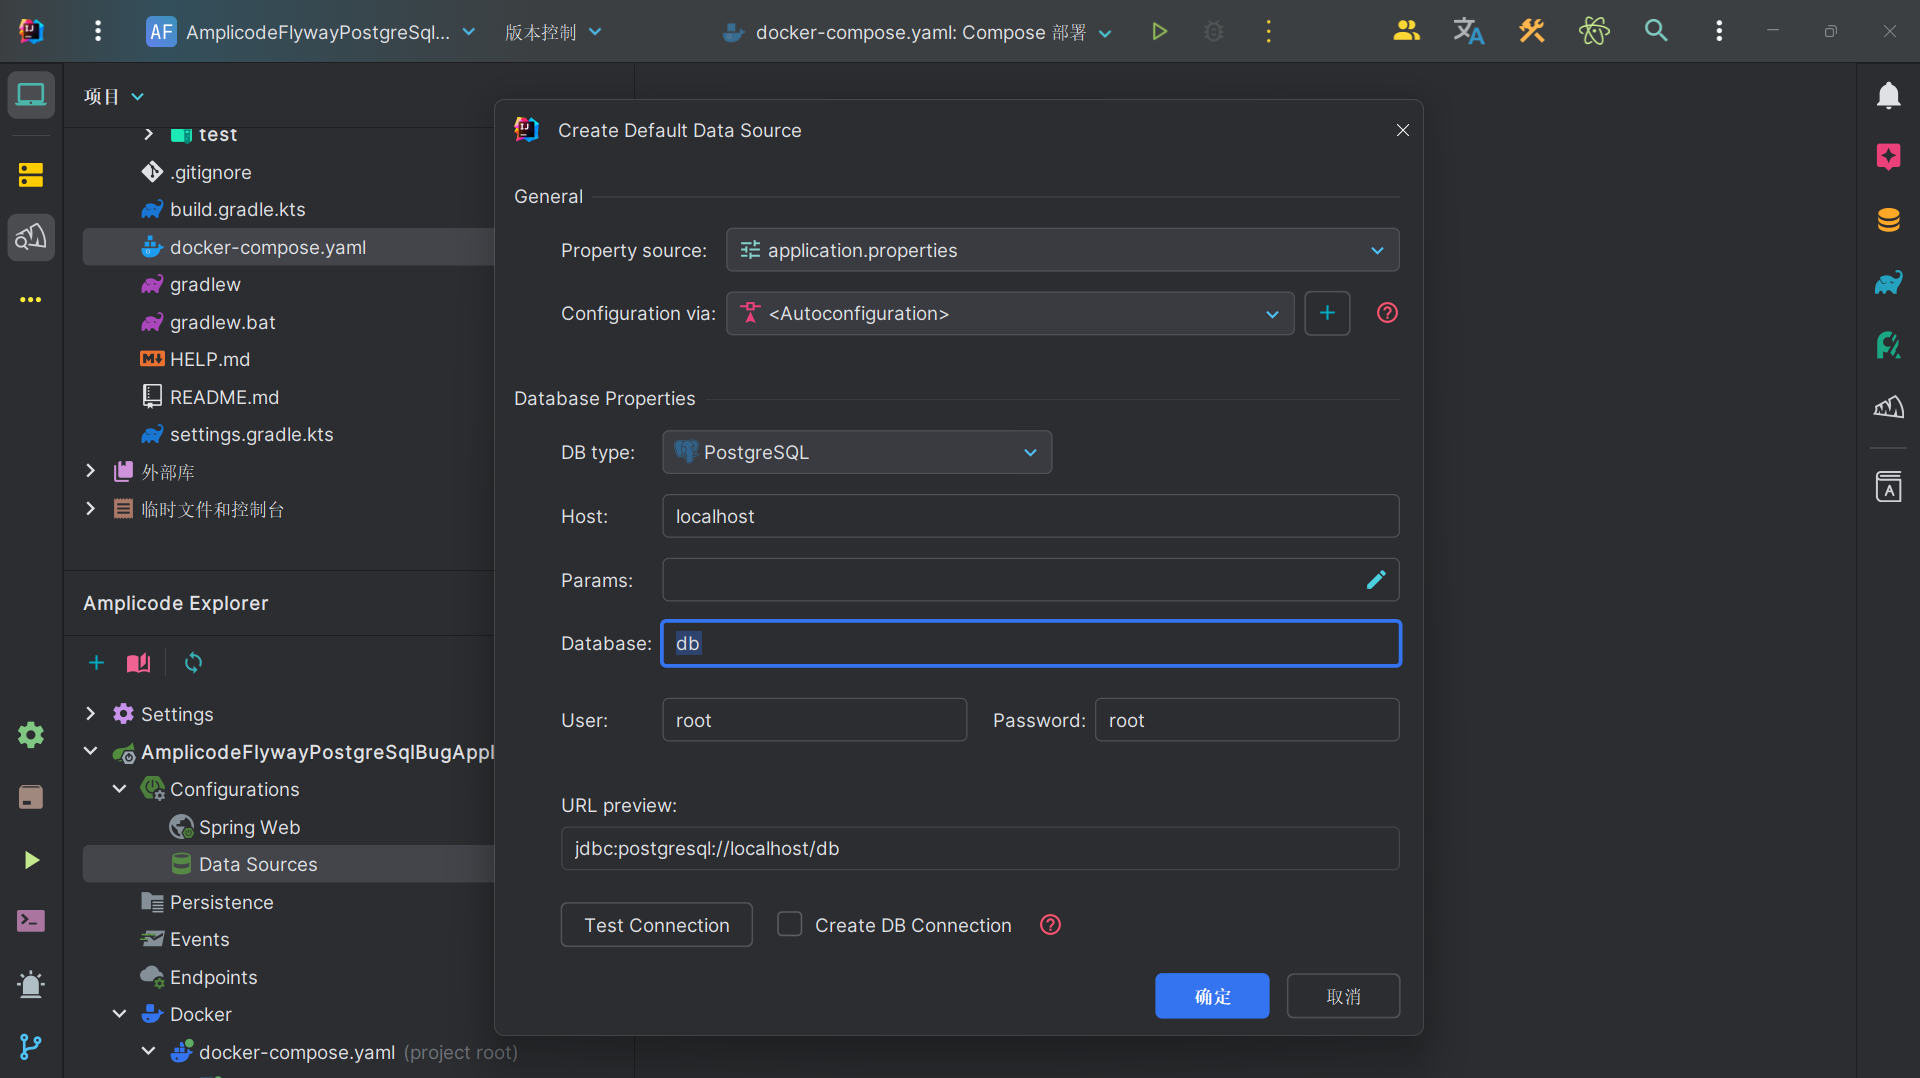 AF AmplicodeFlywayPostgreSql... 版本控制 docker-compose.yaml: Compose 部署
项目
test
.gitignore
build.gradle.kts
docker-compose.yaml
gradlew
gradlew.bat
HELP.md
README.md
settings.gradle.kts
外部库
临时文件和控制台
Amplicode Explorer
Settings
AmplicodeFlywayPostgreSqlBugAppl
Configurations
Spring Web
Data Sources
Persistence
Events
Endpoints
Docker
docker-compose.yaml (project root)
Create Default Data Source
General
Property source: application.properties
Configuration via: <Autoconfiguration>
Database Properties
DB type: PostgreSQL
Host: localhost
Params:
Database: db
User: root Password: root
URL preview:
jdbc:postgresql://localhost/db
Test Connection Create DB Connection
确定 取消